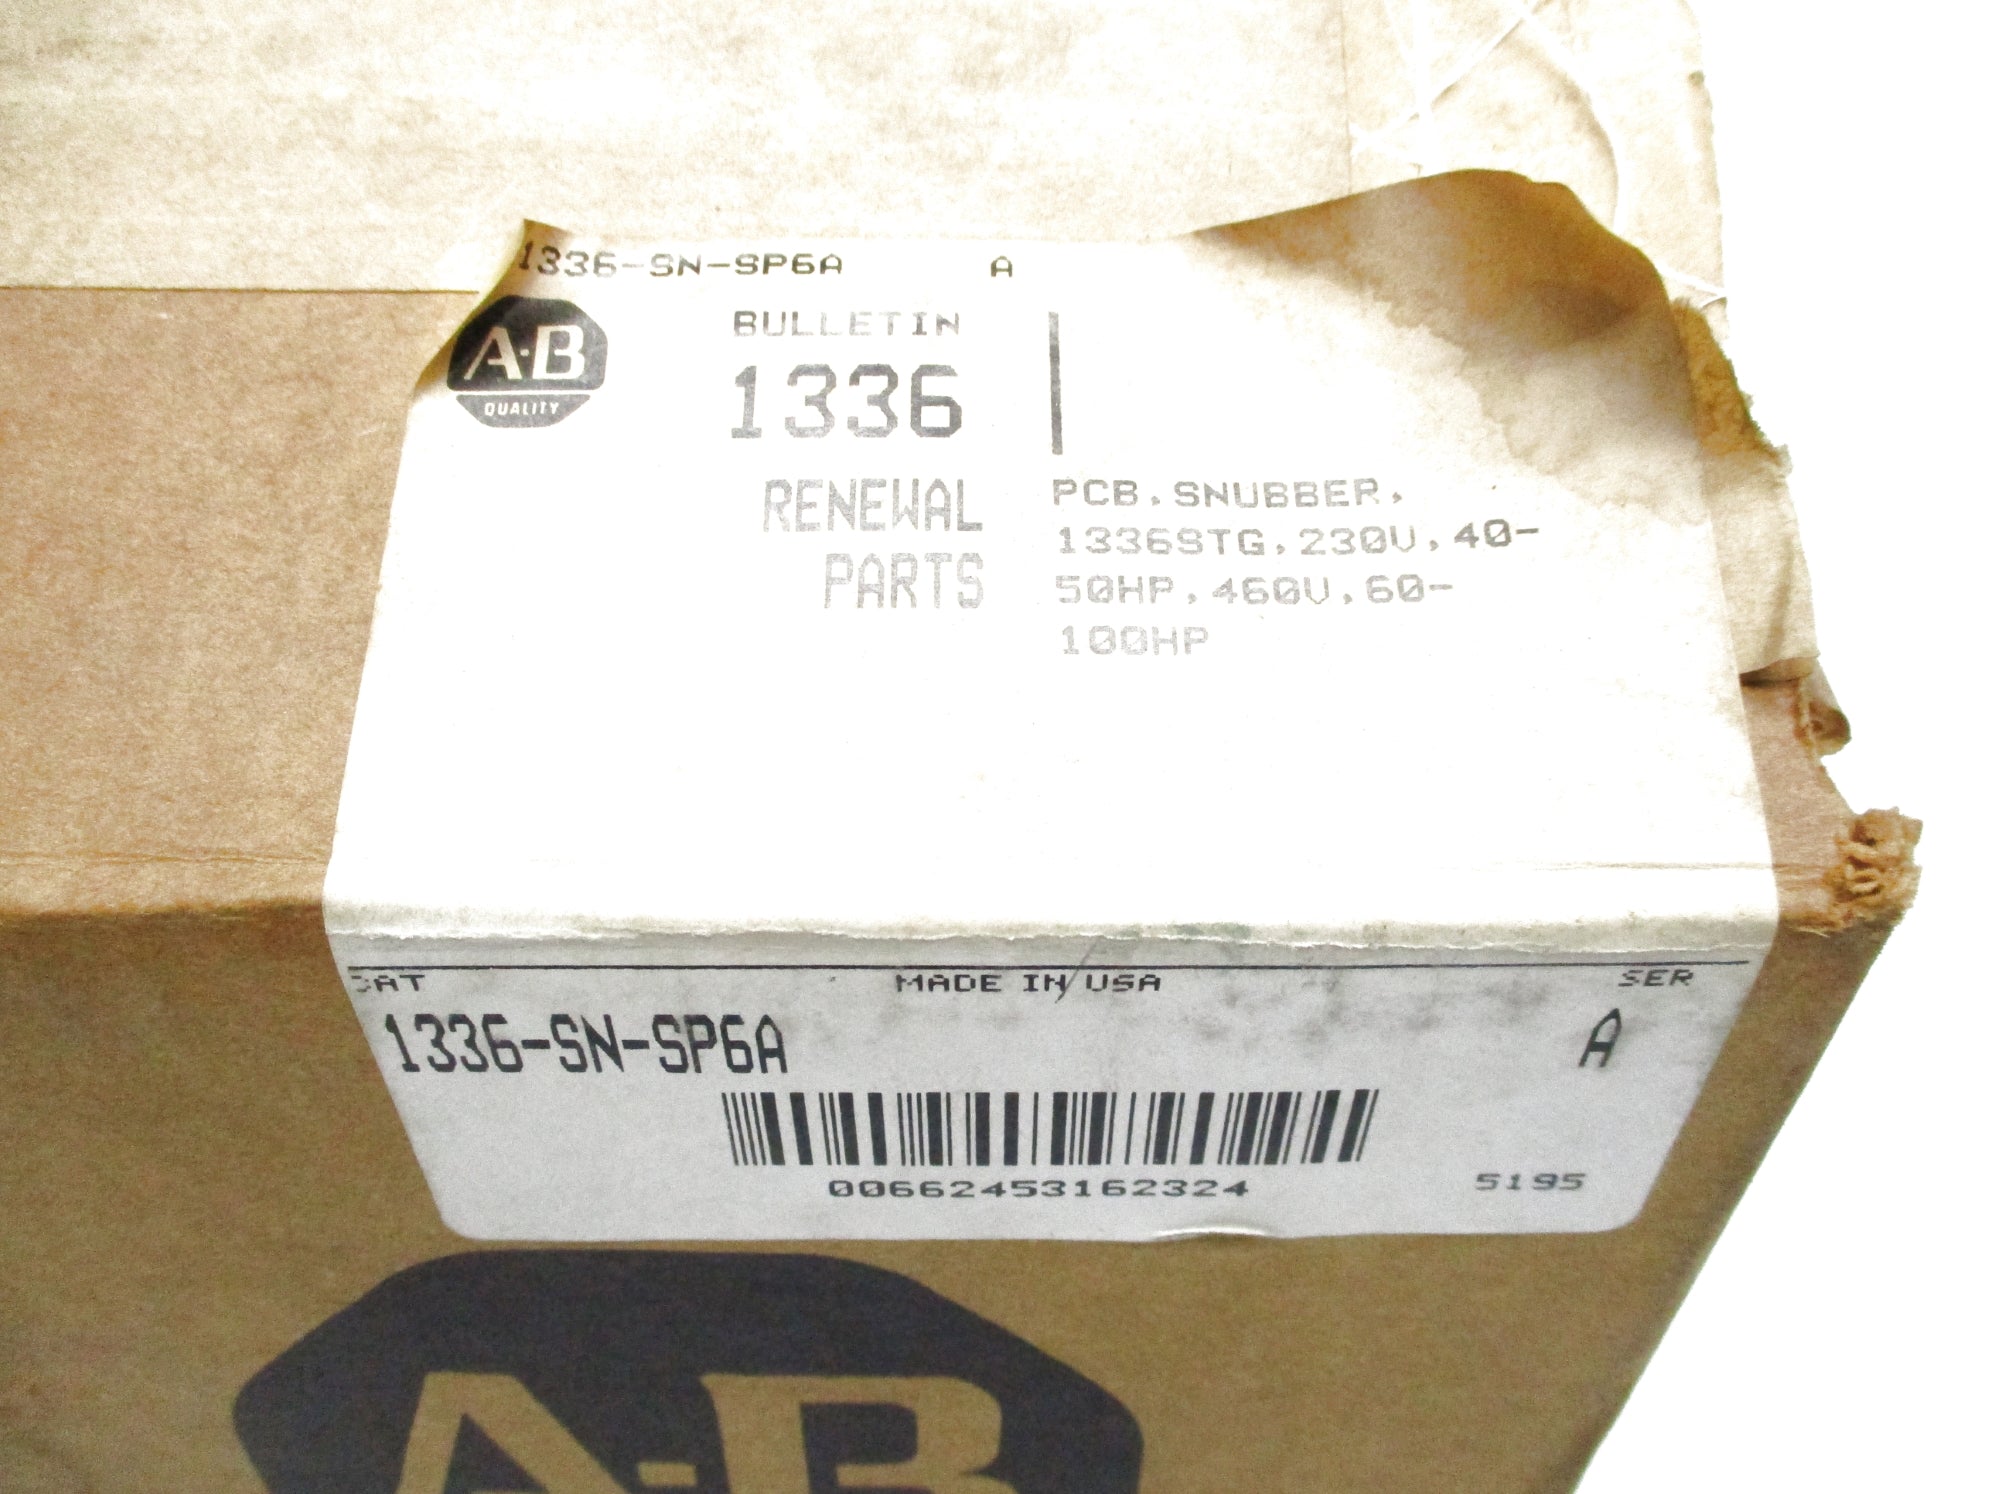 1336-SN-SP6A A
A-B
QUALITY
BULLETIN
1336
RENEWAL
PARTS
PCB, SNUBBER,
1336STG, 230V, 40-
50HP, 460V, 60-
100HP
CAT MADE IN USA SER
1336-SN-SP6A A
00662453162324 5195
A-B